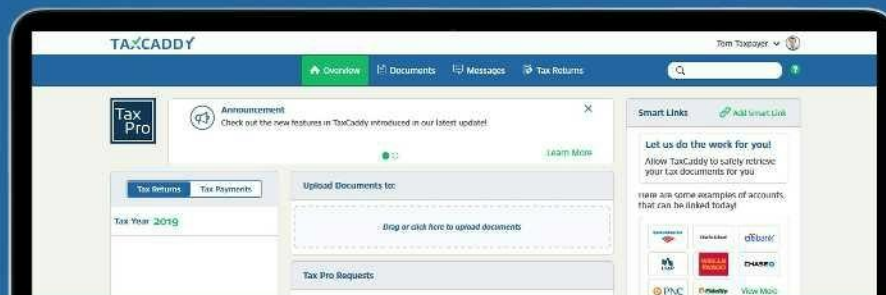 TAXCADDY
Tom Taxpayer
Overview
Documents
Messages
Tax Returns
?
Tax
Pro
Announcement
Check out the new features in TaxCaddy introduced in our latest update!
Learn More
Smart Links
Add Smart Link
Let us do the work for you!
Allow TaxCaddy to safely retrieve
your tax documents for you
Here are some examples of accounts,
that can be linked today!
citibank
USAA
WELLS
FARGO
CHASE
PNC
Fidelity
View More
Tax Returns
Tax Payments
Tax Year 2019
Upload Documents to:
Drag or click here to upload documents
Tax Pro Requests